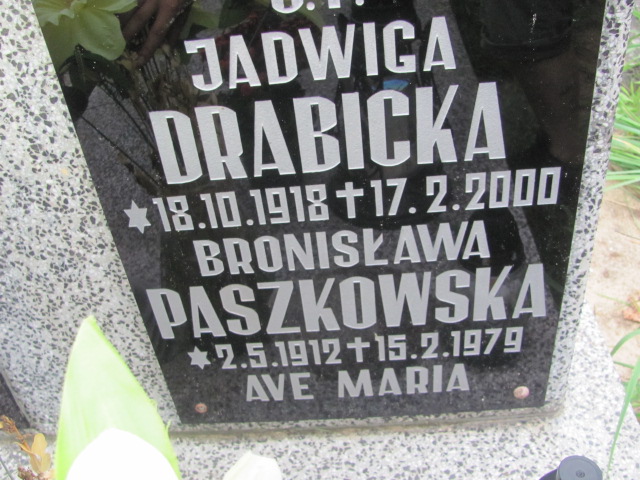 Ś.P.
JADWIGA
DRABICKA
* 18.10.1918 ✝ 17.2.2000
BRONISŁAWA
PASZKOWSKA
* 2.5.1912 ✝ 15.2.1979
AVE MARIA